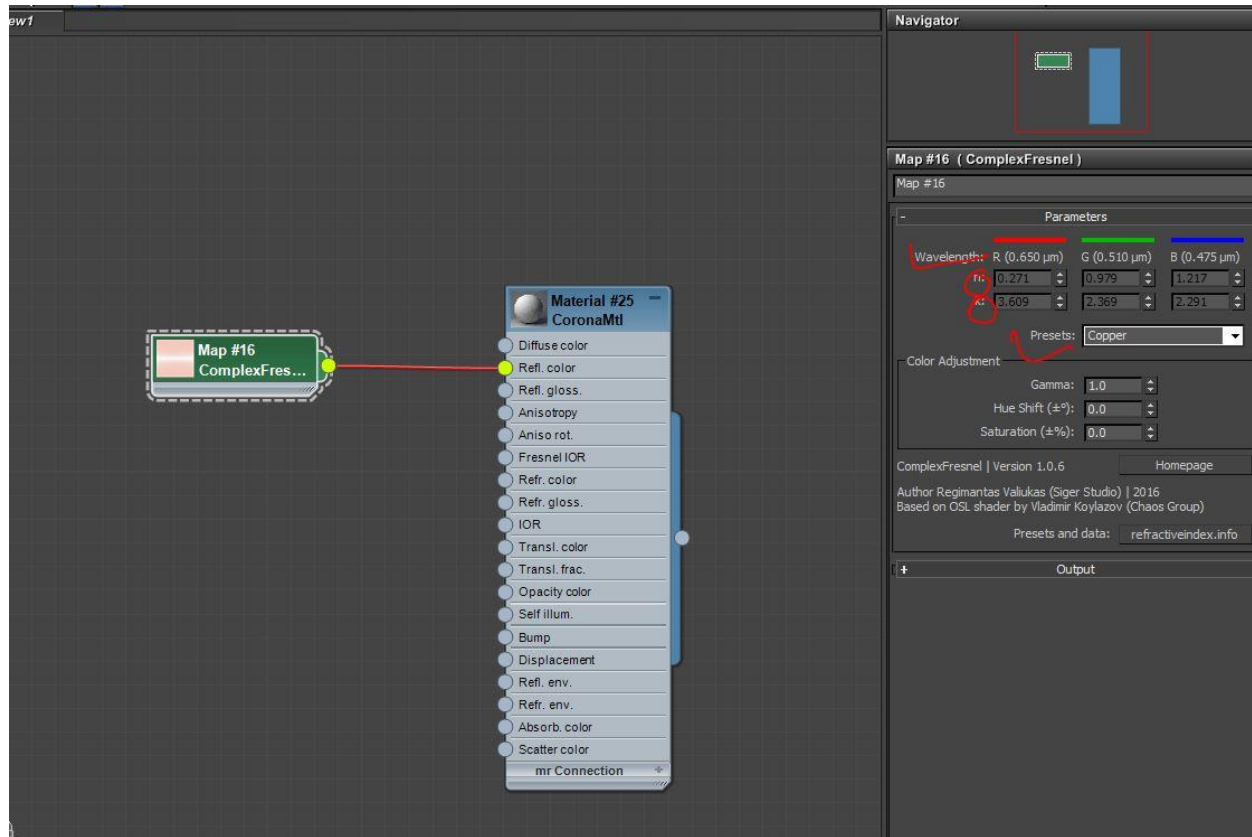 ew1
Map #16
ComplexFres...
Material #25
CoronaMtl
Diffuse color
Refl. color
Refl. gloss.
Anisotropy
Aniso rot.
Fresnel IOR
Refr. color
Refr. gloss.
IOR
Transl. color
Transl. frac.
Opacity color
Self illum.
Bump
Displacement
Refl. env.
Refr. env.
Absorb. color
Scatter color
mr Connection +
Navigator
Map #16 ( ComplexFresnel )
Map #16
- Parameters
Wavelength: R (0.650 µm) G (0.510 µm) B (0.475 µm)
n: 0.271 0.979 1.217
k: 3.609 2.369 2.291
Presets: Copper
Color Adjustment
Gamma: 1.0
Hue Shift (±º): 0.0
Saturation (±%): 0.0
ComplexFresnel | Version 1.0.6 Homepage
Author Regimantas Valiukas (Siger Studio) | 2016
Based on OSL shader by Vladimir Koylazov (Chaos Group)
Presets and data: refractiveindex.info
+ Output